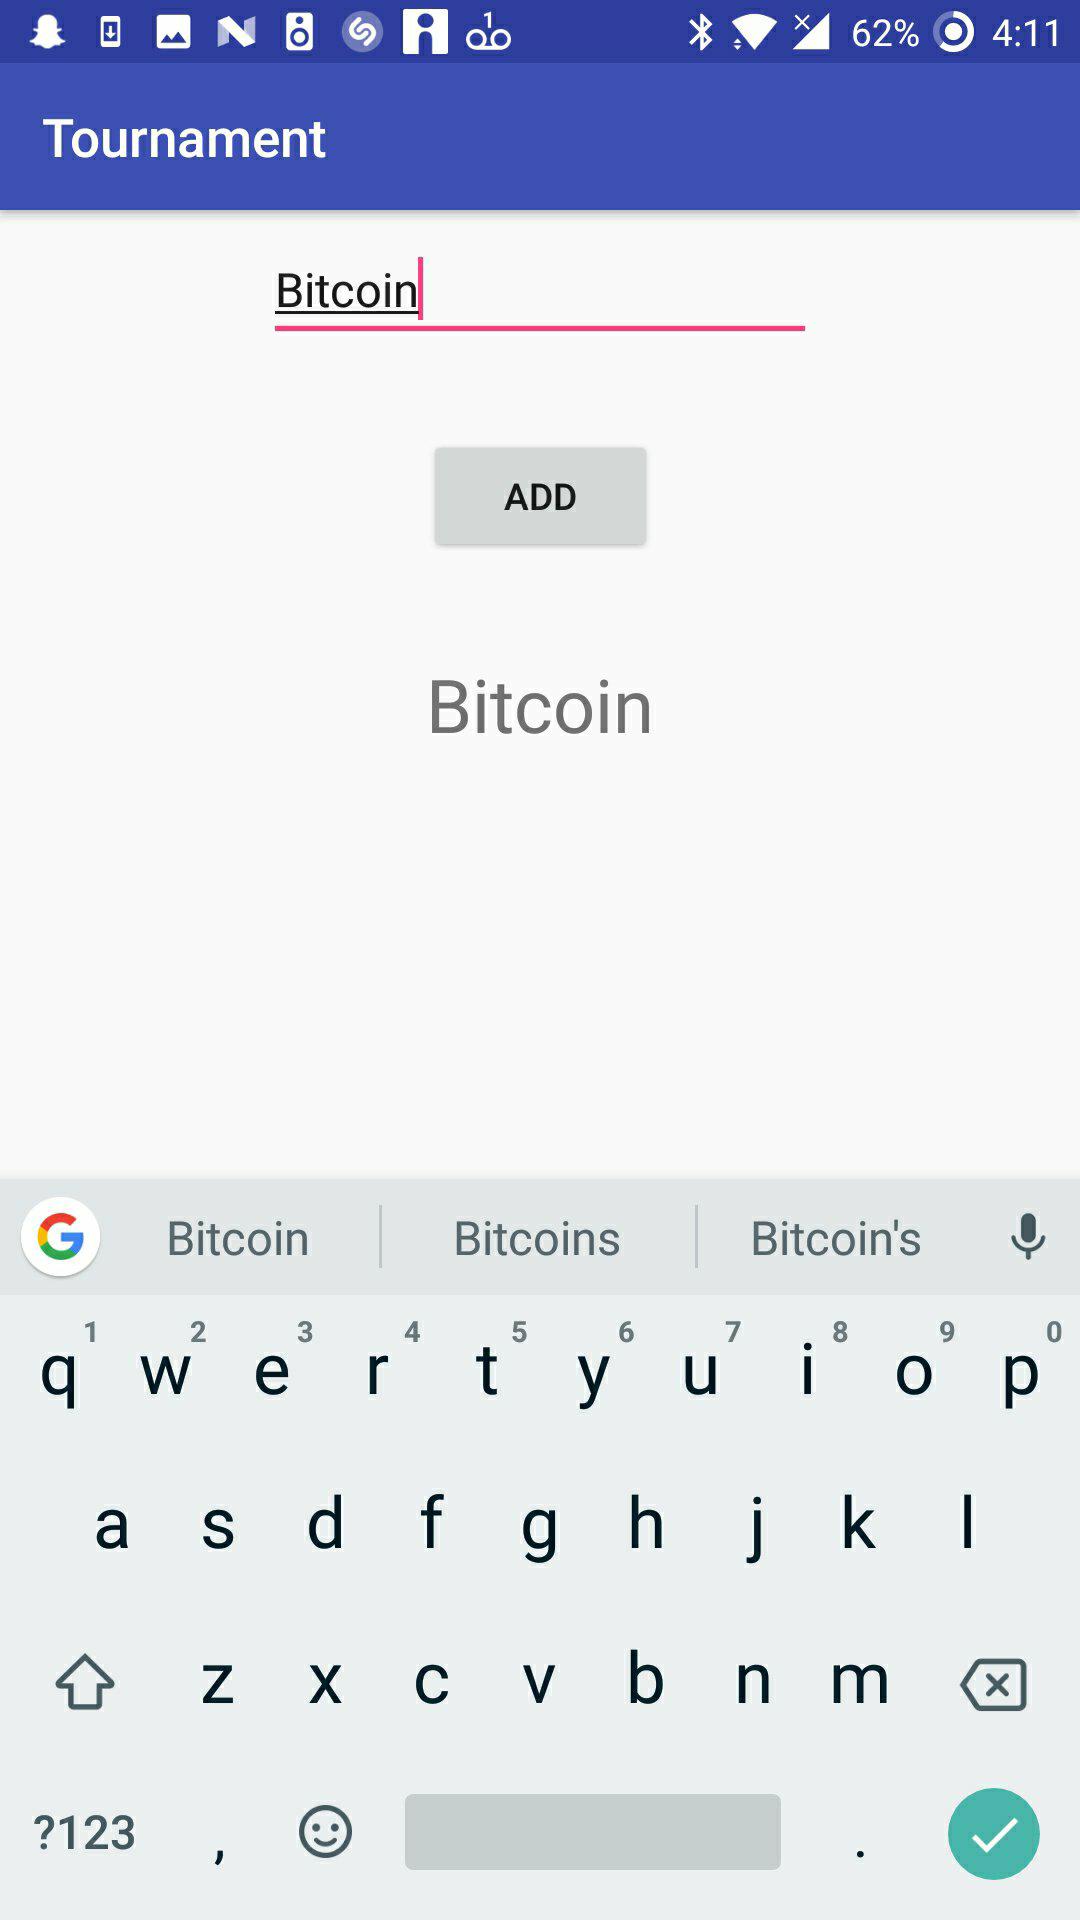 1
62% 4:11
Tournament
Bitcoin
ADD
Bitcoin
G Bitcoin Bitcoins Bitcoin's
1 2 3 4 5 6 7 8 9 0
q w e r t y u i o p
a s d f g h j k l
z x c v b n m
?123 , .